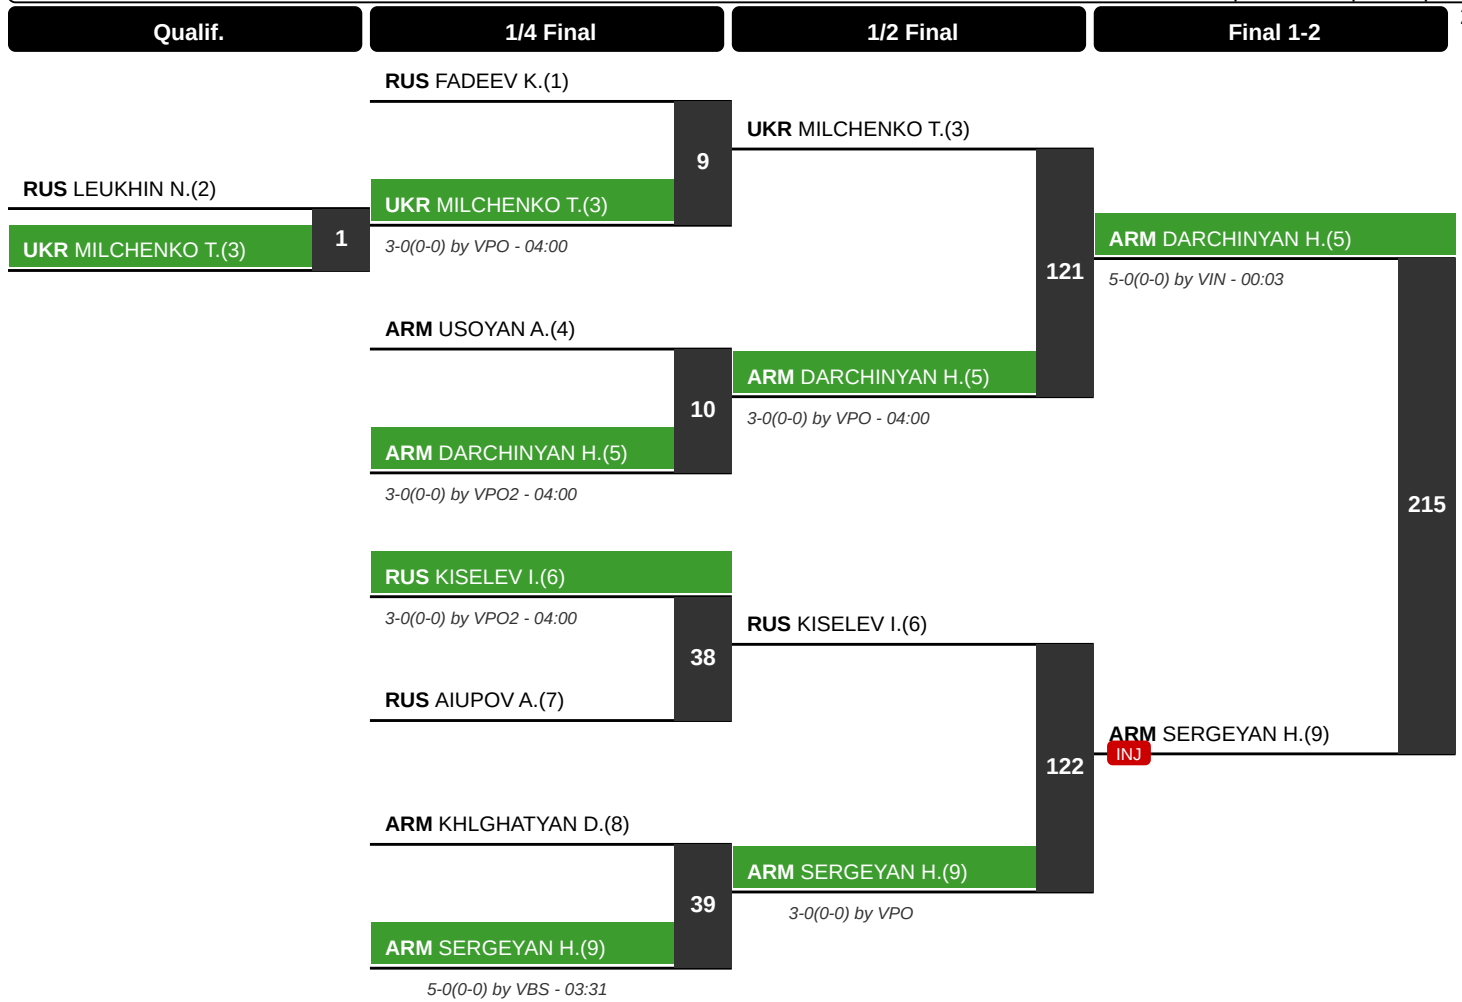 Qualif.
1/4 Final
1/2 Final
Final 1-2
RUS LEUKHIN N.(2)
UKR MILCHENKO T.(3)
1
RUS FADEEV K.(1)
UKR MILCHENKO T.(3)
3-0(0-0) by VPO - 04:00
9
ARM USOYAN A.(4)
ARM DARCHINYAN H.(5)
3-0(0-0) by VPO2 - 04:00
10
RUS KISELEV I.(6)
3-0(0-0) by VPO2 - 04:00
RUS AIUPOV A.(7)
38
ARM KHLGHATYAN D.(8)
ARM SERGEYAN H.(9)
5-0(0-0) by VBS - 03:31
39
UKR MILCHENKO T.(3)
ARM DARCHINYAN H.(5)
3-0(0-0) by VPO - 04:00
121
RUS KISELEV I.(6)
ARM SERGEYAN H.(9)
3-0(0-0) by VPO
122
ARM DARCHINYAN H.(5)
5-0(0-0) by VIN - 00:03
ARM SERGEYAN H.(9)
INJ
215